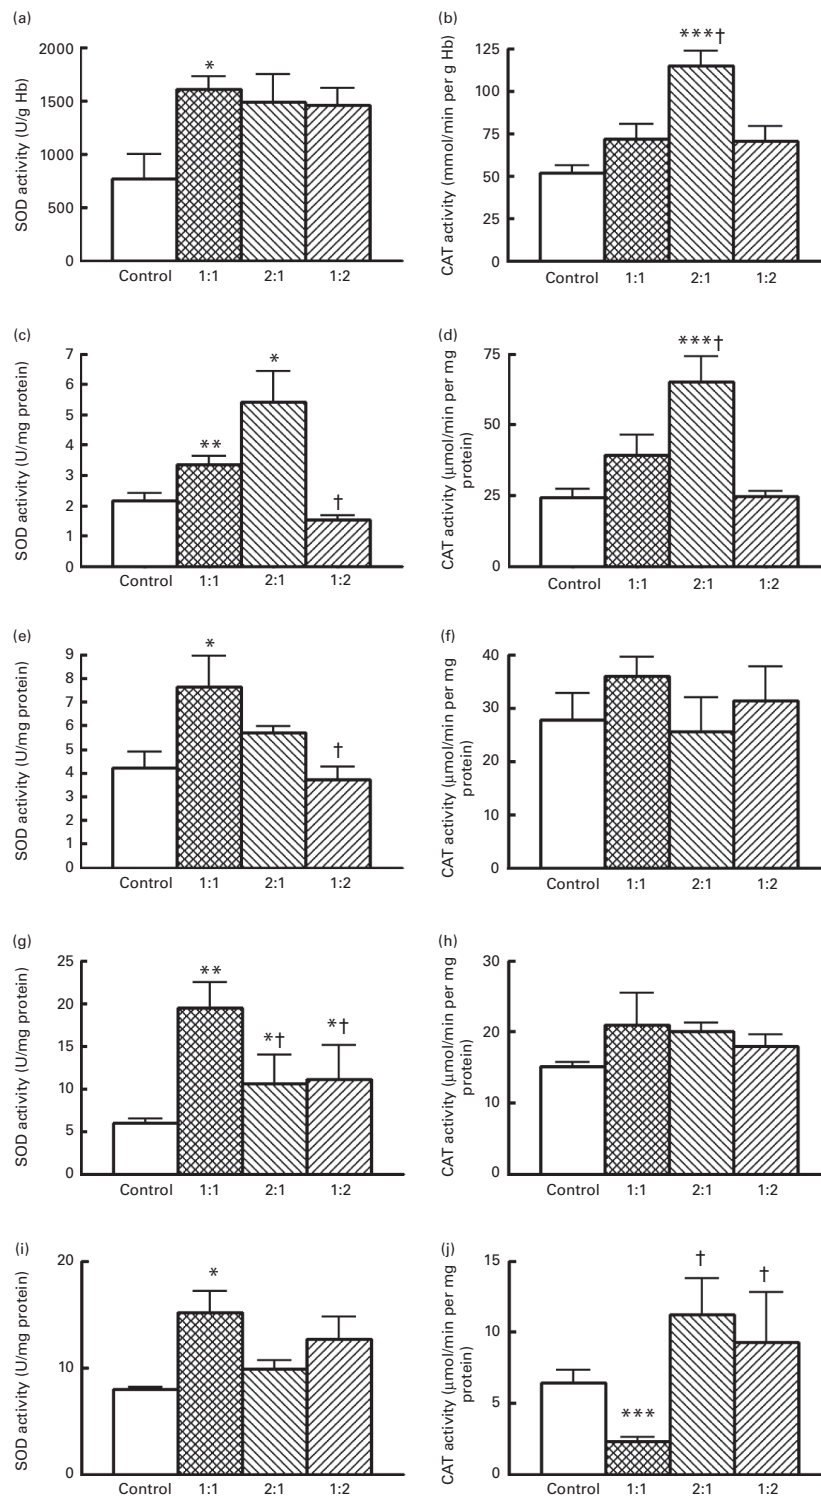 (a)
SOD activity (U/g Hb)
2000
1500
1000
500
0
*
Control 1:1 2:1 1:2
(b)
CAT activity (mmol/min per g Hb)
125
100
75
50
25
0
***†
Control 1:1 2:1 1:2
(c)
SOD activity (U/mg protein)
7
6
5
4
3
2
1
0
**
*
†
Control 1:1 2:1 1:2
(d)
CAT activity (µmol/min per mg
protein)
75
50
25
0
***†
Control 1:1 2:1 1:2
(e)
SOD activity (U/mg protein)
9
8
7
6
5
4
3
2
1
0
*
†
Control 1:1 2:1 1:2
(f)
CAT activity (µmol/min per mg
protein)
40
30
20
10
0
Control 1:1 2:1 1:2
(g)
SOD activity (U/mg protein)
25
20
15
10
5
0
**
*†
*†
Control 1:1 2:1 1:2
(h)
CAT activity (µmol/min per mg
protein)
30
20
10
0
Control 1:1 2:1 1:2
(i)
SOD activity (U/mg protein)
20
10
0
*
Control 1:1 2:1 1:2
(j)
CAT activity (µmol/min per mg
protein)
15
10
5
0
***
†
†
Control 1:1 2:1 1:2